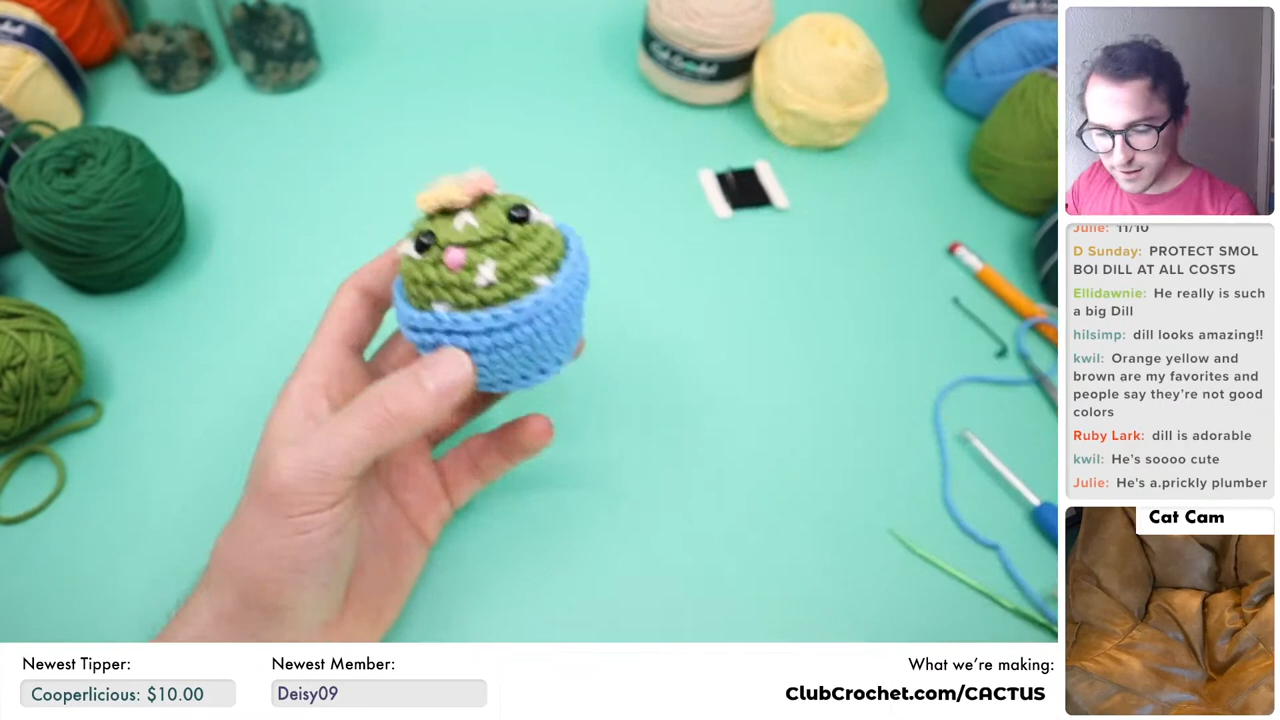 Julie: 11/10
D Sunday: PROTECT SMOL
BOI DILL AT ALL COSTS
Ellidawnie: He really is such
a big Dill
hilsimp: dill looks amazing!!
kwil: Orange yellow and
brown are my favorites and
people say they're not good
colors
Ruby Lark: dill is adorable
kwil: He's soooo cute
Julie: He's a.prickly plumber
Cat Cam
Newest Tipper:
Cooperlicious: $10.00
Newest Member:
Deisy09
What we're making:
ClubCrochet.com/CACTUS